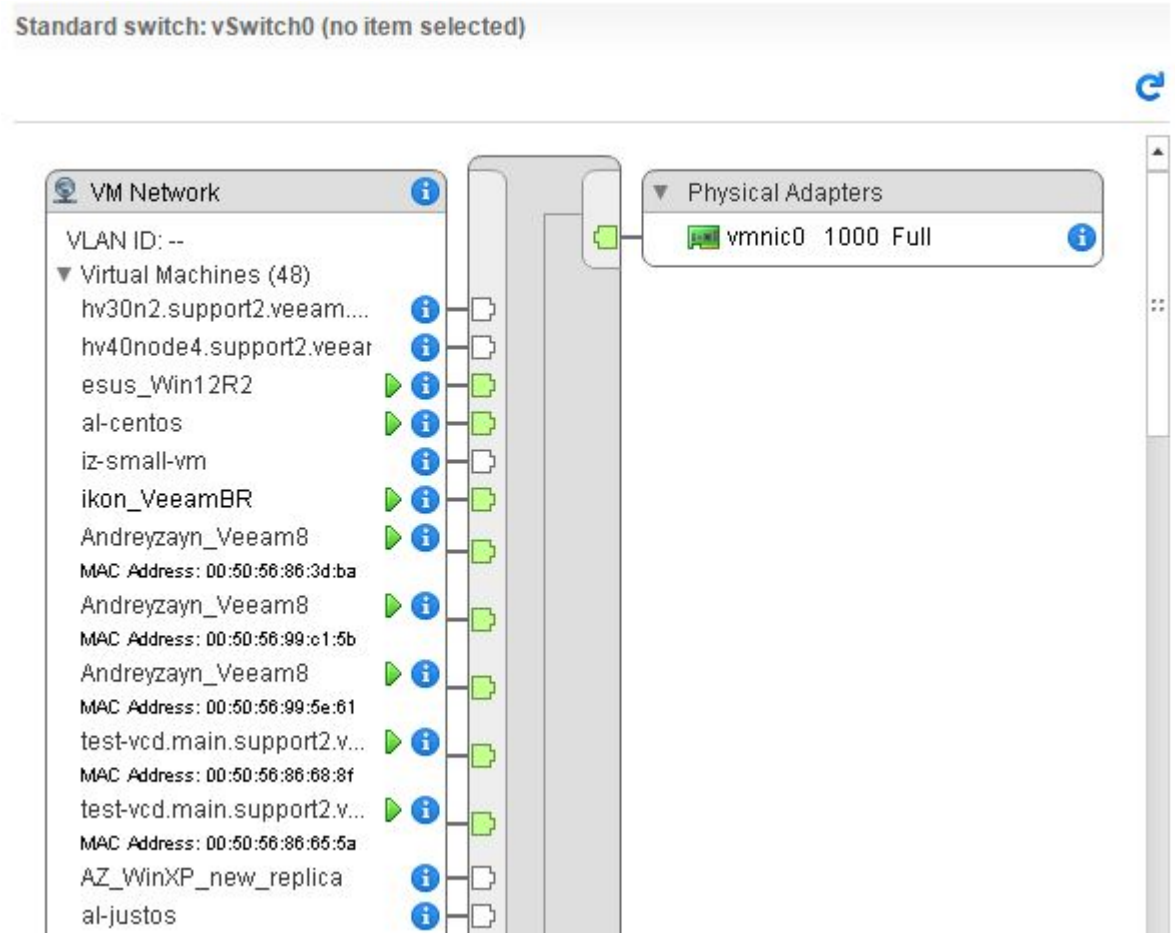 Standard switch: vSwitch0 (no item selected)
VM Network
VLAN ID: --
Virtual Machines (48)
hv30n2.support2.veeam....
hv40node4.support2.veear
esus_Win12R2
al-centos
iz-small-vm
ikon_VeeamBR
Andreyzayn_Veeam8
MAC Address: 00:50:56:86:3d:ba
Andreyzayn_Veeam8
MAC Address: 00:50:56:99:c1:5b
Andreyzayn_Veeam8
MAC Address: 00:50:56:99:5e:61
test-vcd.main.support2.v...
MAC Address: 00:50:56:86:68:8f
test-vcd.main.support2.v...
MAC Address: 00:50:56:86:65:5a
AZ_WinXP_new_replica
al-justos
Physical Adapters
vmnic0 1000 Full